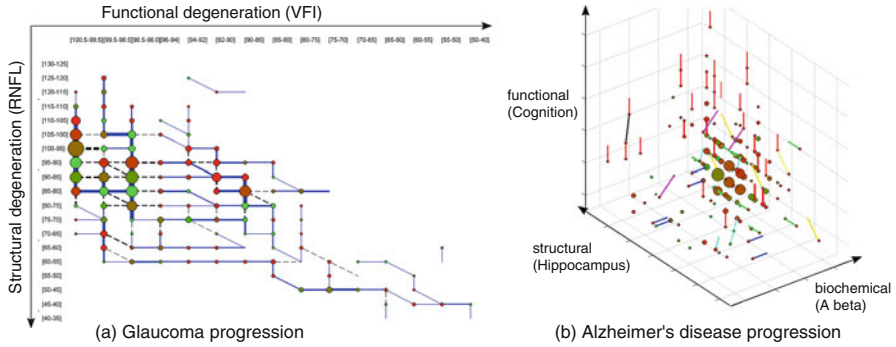 Functional degeneration (VFI)
[100.5-99.5] [99.5-98.5] [98.5-96.0] [96-94) [94-92) [92-90) [90-85) [85-80) [80-75) [75-70) [70-65) [65-60) [60-55) [55-50) [50-40)
Structural degeneration (RNFL)
[130-125)
[125-120)
[120-115)
[115-110)
[110-105)
[105-100)
[100-95)
[95-90)
[90-85)
[85-80)
[80-75)
[75-70)
[70-65)
[65-60)
[60-55)
[55-50)
[50-45)
[45-40)
[40-35)
(a) Glaucoma progression
functional
(Cognition)
structural
(Hippocampus)
biochemical
(A beta)
(b) Alzheimer's disease progression